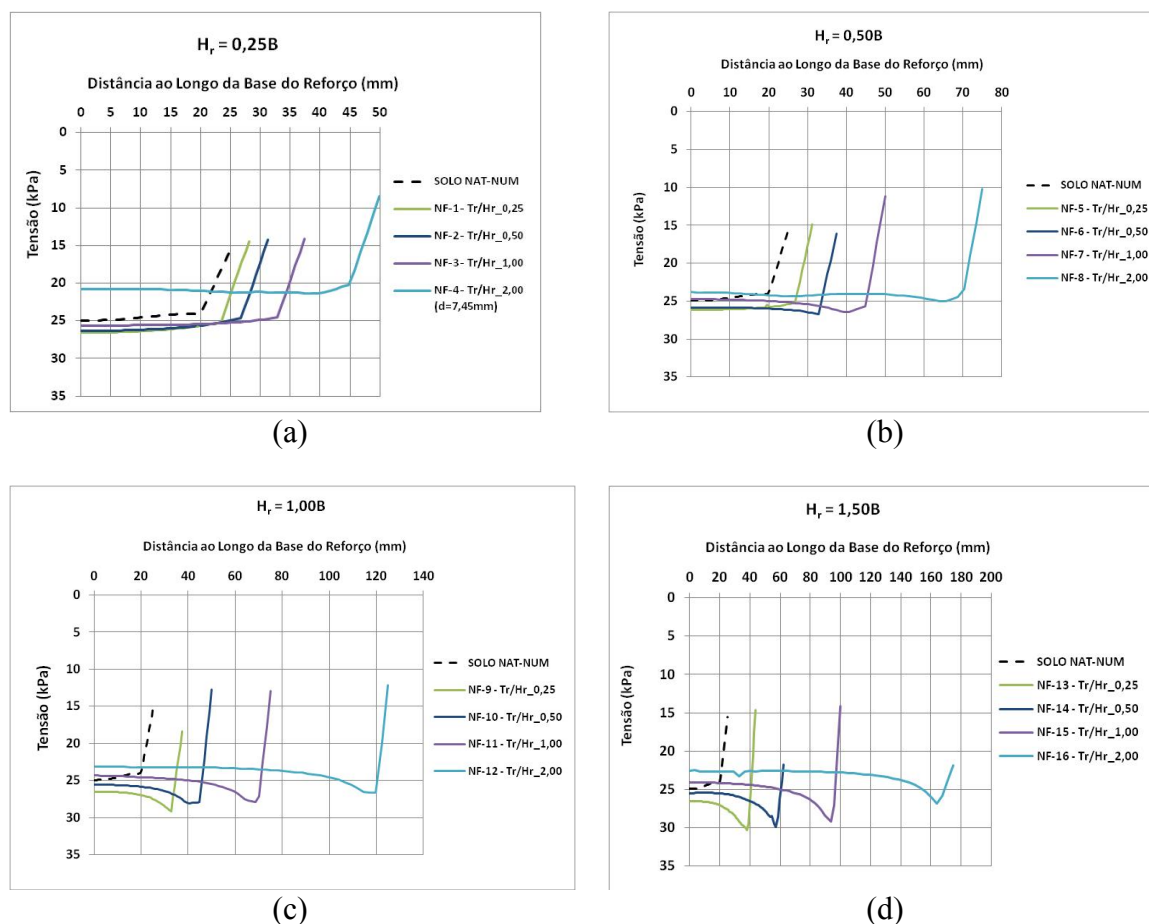 H_r = 0,25B
Distância ao Longo da Base do Reforço (mm)
0 5 10 15 20 25 30 35 40 45 50
Tensão (kPa)
0
5
10
15
20
25
30
35
SOLO NAT-NUM
NF-1 - Tr/Hr_0,25
NF-2 - Tr/Hr_0,50
NF-3 - Tr/Hr_1,00
NF-4 - Tr/Hr_2,00
(d=7,45mm)
(a)
H_r = 0,50B
Distância ao Longo da Base do Reforço (mm)
0 10 20 30 40 50 60 70 80
Tensão (kPa)
0
5
10
15
20
25
30
35
SOLO NAT-NUM
NF-5 - Tr/Hr_0,25
NF-6 - Tr/Hr_0,50
NF-7 - Tr/Hr_1,00
NF-8 - Tr/Hr_2,00
(b)
H_r = 1,00B
Distância ao Longo da Base do Reforço (mm)
0 20 40 60 80 100 120 140
Tensão (kPa)
0
5
10
15
20
25
30
35
SOLO NAT-NUM
NF-9 - Tr/Hr_0,25
NF-10 - Tr/Hr_0,50
NF-11 - Tr/Hr_1,00
NF-12 - Tr/Hr_2,00
(c)
H_r = 1,50B
Distância ao Longo da Base do Reforço (mm)
0 20 40 60 80 100 120 140 160 180 200
Tensão (kPa)
0
5
10
15
20
25
30
35
SOLO NAT-NUM
NF-13 - Tr/Hr_0,25
NF-14 - Tr/Hr_0,50
NF-15 - Tr/Hr_1,00
NF-16 - Tr/Hr_2,00
(d)